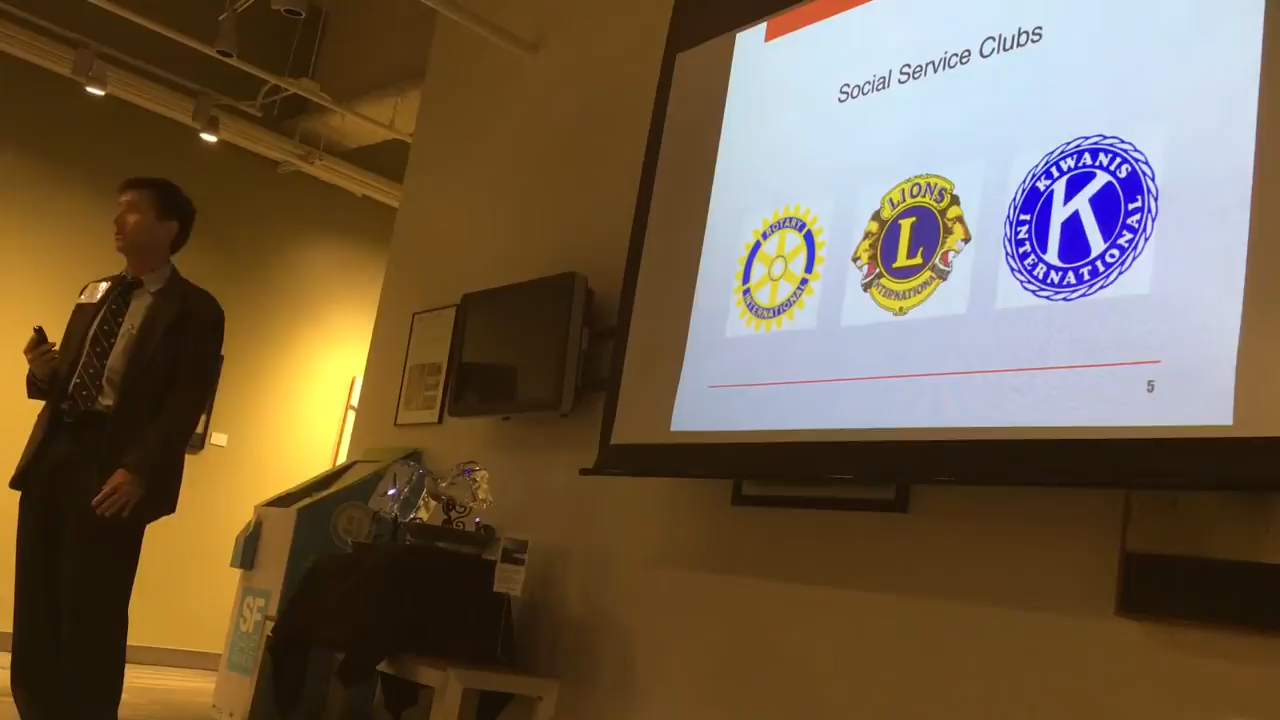 Social Service Clubs
ROTARY
INTERNATIONAL
LIONS
L
INTERNATIONAL
KIWANIS
K
INTERNATIONAL
5
SF